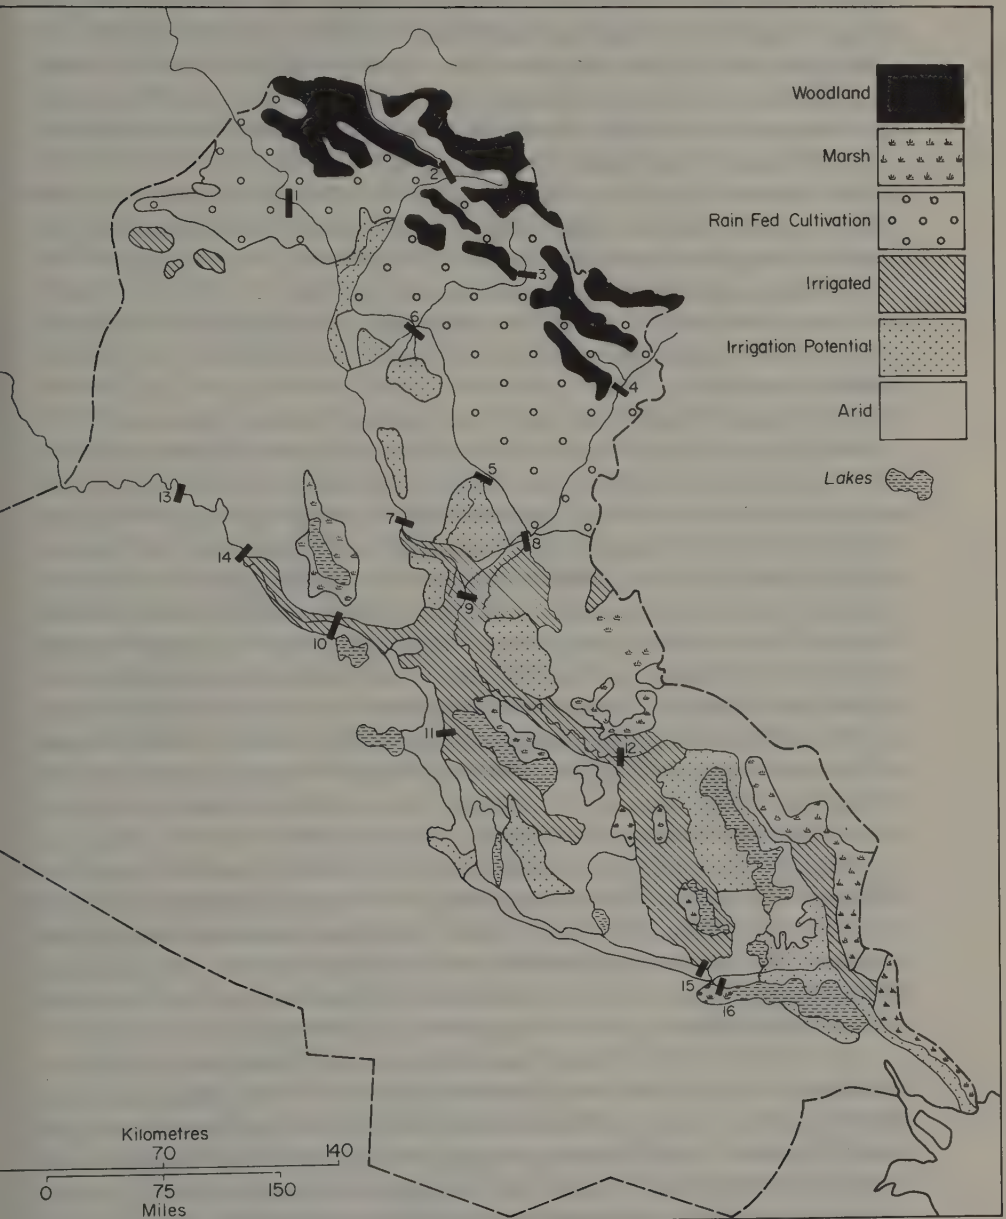 Woodland
Marsh
Rain Fed Cultivation
Irrigated
Irrigation Potential
Arid
Lakes
1
2
3
6
4
5
13
7
8
14
9
10
11
12
15
16
Kilometres
70
140
0
75
150
Miles